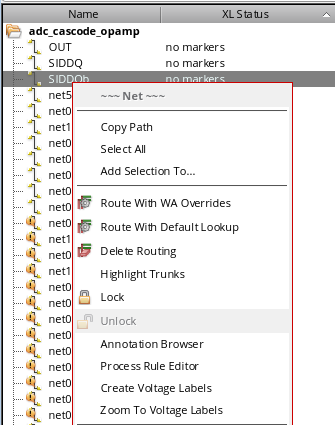 Name XL Status
adc_cascode_opamp
OUT no markers
SIDDQ no markers
SIDDQb no markers
net5
net0
net1
net0
net0
net0
net0
net0
net0
net1
net0
net1
net0
net0
net0
net0
net0
net0
net0
net0
~~~ Net ~~~
Copy Path
Select All
Add Selection To...
Route With WA Overrides
Route With Default Lookup
Delete Routing
Highlight Trunks
Lock
Unlock
Annotation Browser
Process Rule Editor
Create Voltage Labels
Zoom To Voltage Labels